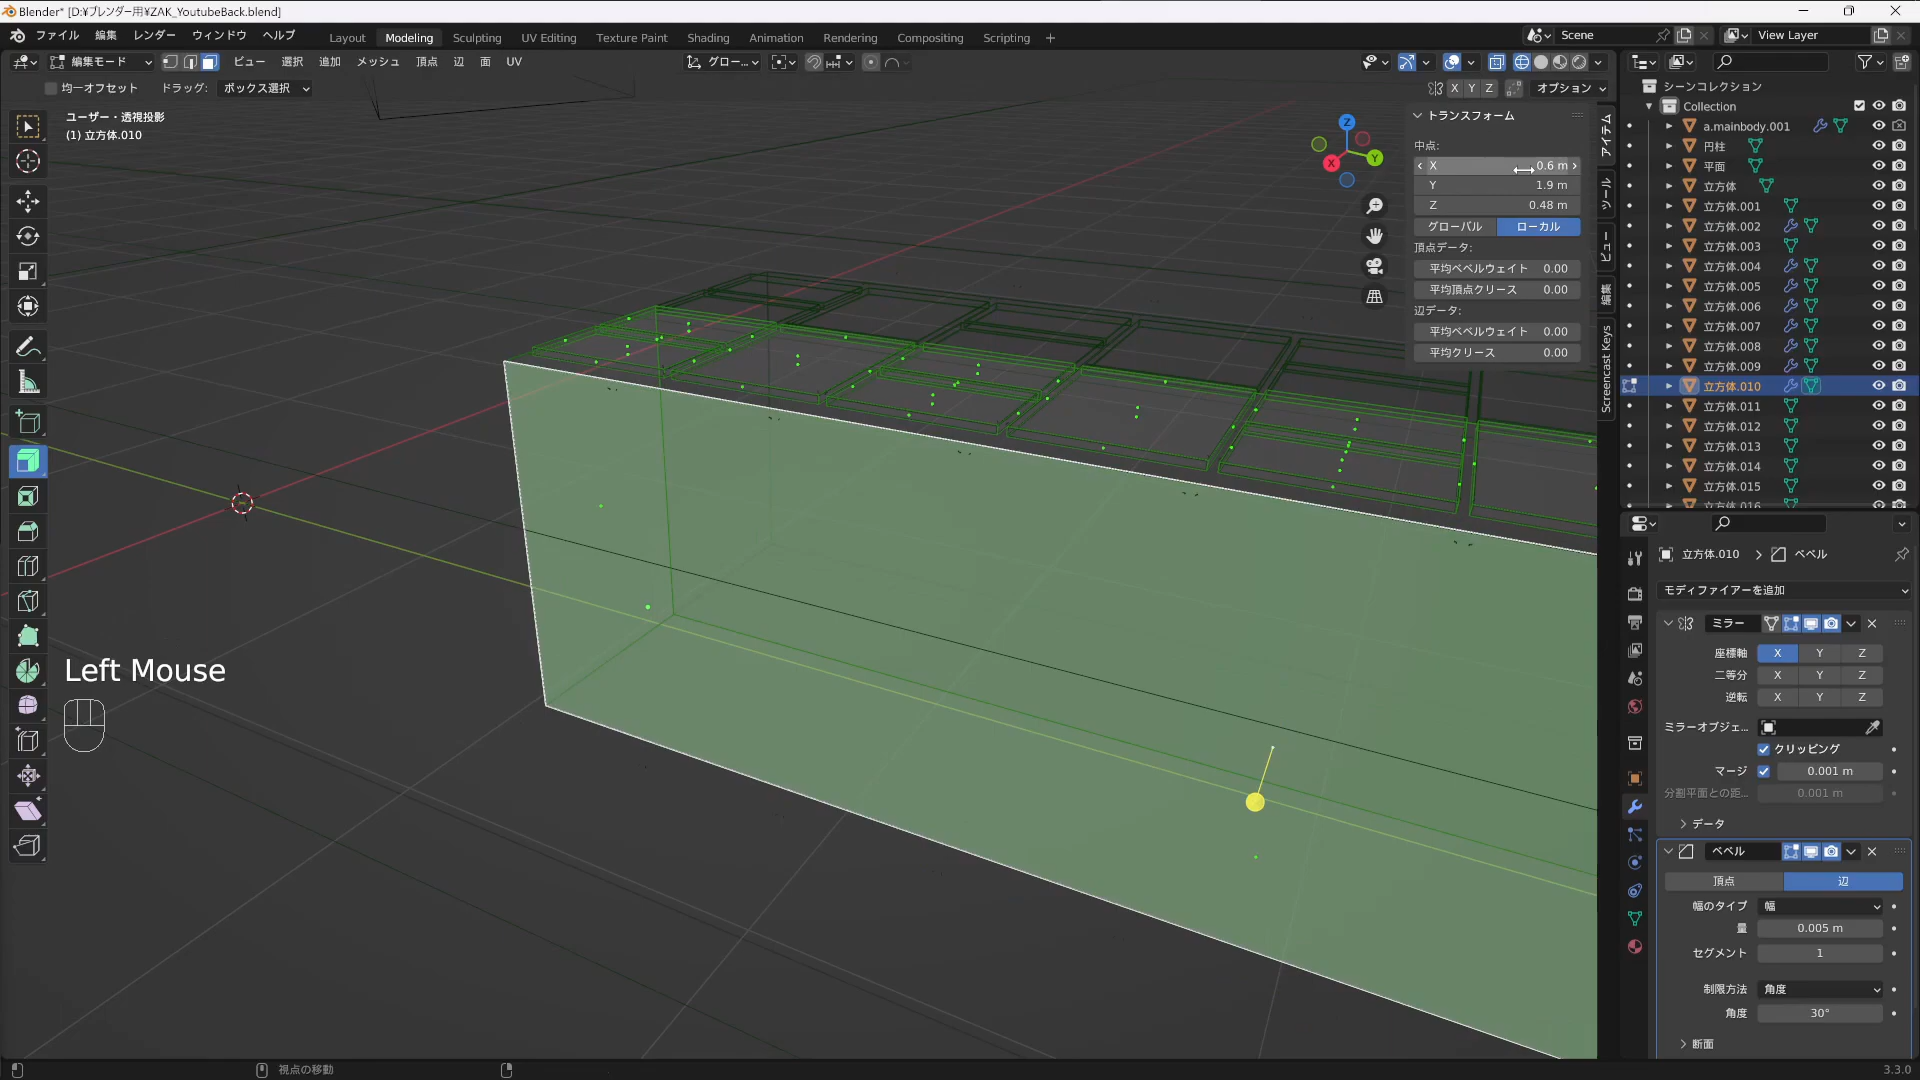 Blender* [D:¥ブレンダー用¥ZAK_YoutubeBack.blend]
ファイル 編集 レンダー ウィンドウ ヘルプ Layout Modeling Sculpting UV Editing Texture Paint Shading Animation Rendering Compositing Scripting + Scene View Layer
編集モード ビュー 選択 追加 メッシュ 頂点 辺 面 UV グロー...
均一オフセット ドラッグ: ボックス選択 X Y Z オプション
ユーザー・透視投影
(1) 立方体.010
Z
Y
X
トランスフォーム
中点:
X 0.6 m
Y 1.9 m
Z 0.48 m
グローバル ローカル
頂点データ:
平均ベベルウェイト 0.00
平均頂点クリース 0.00
辺データ:
平均ベベルウェイト 0.00
平均クリース 0.00
アイテム
ツール
ビュー
編集
Screencast Keys
シーンコレクション
Collection
a.mainbody.001
円柱
平面
立方体
立方体.001
立方体.002
立方体.003
立方体.004
立方体.005
立方体.006
立方体.007
立方体.008
立方体.009
立方体.010
立方体.011
立方体.012
立方体.013
立方体.014
立方体.015
立方体.016
立方体.010 > ベベル
モディファイアーを追加
ミラー
座標軸 X Y Z
二等分 X Y Z
逆転 X Y Z
ミラーオブジェ...
クリッピング
マージ 0.001 m
分割平面との距... 0.001 m
データ
ベベル
頂点 辺
幅のタイプ 幅
量 0.005 m
セグメント 1
制限方法 角度
角度 30°
断面
Left Mouse
視点の移動
3.3.0